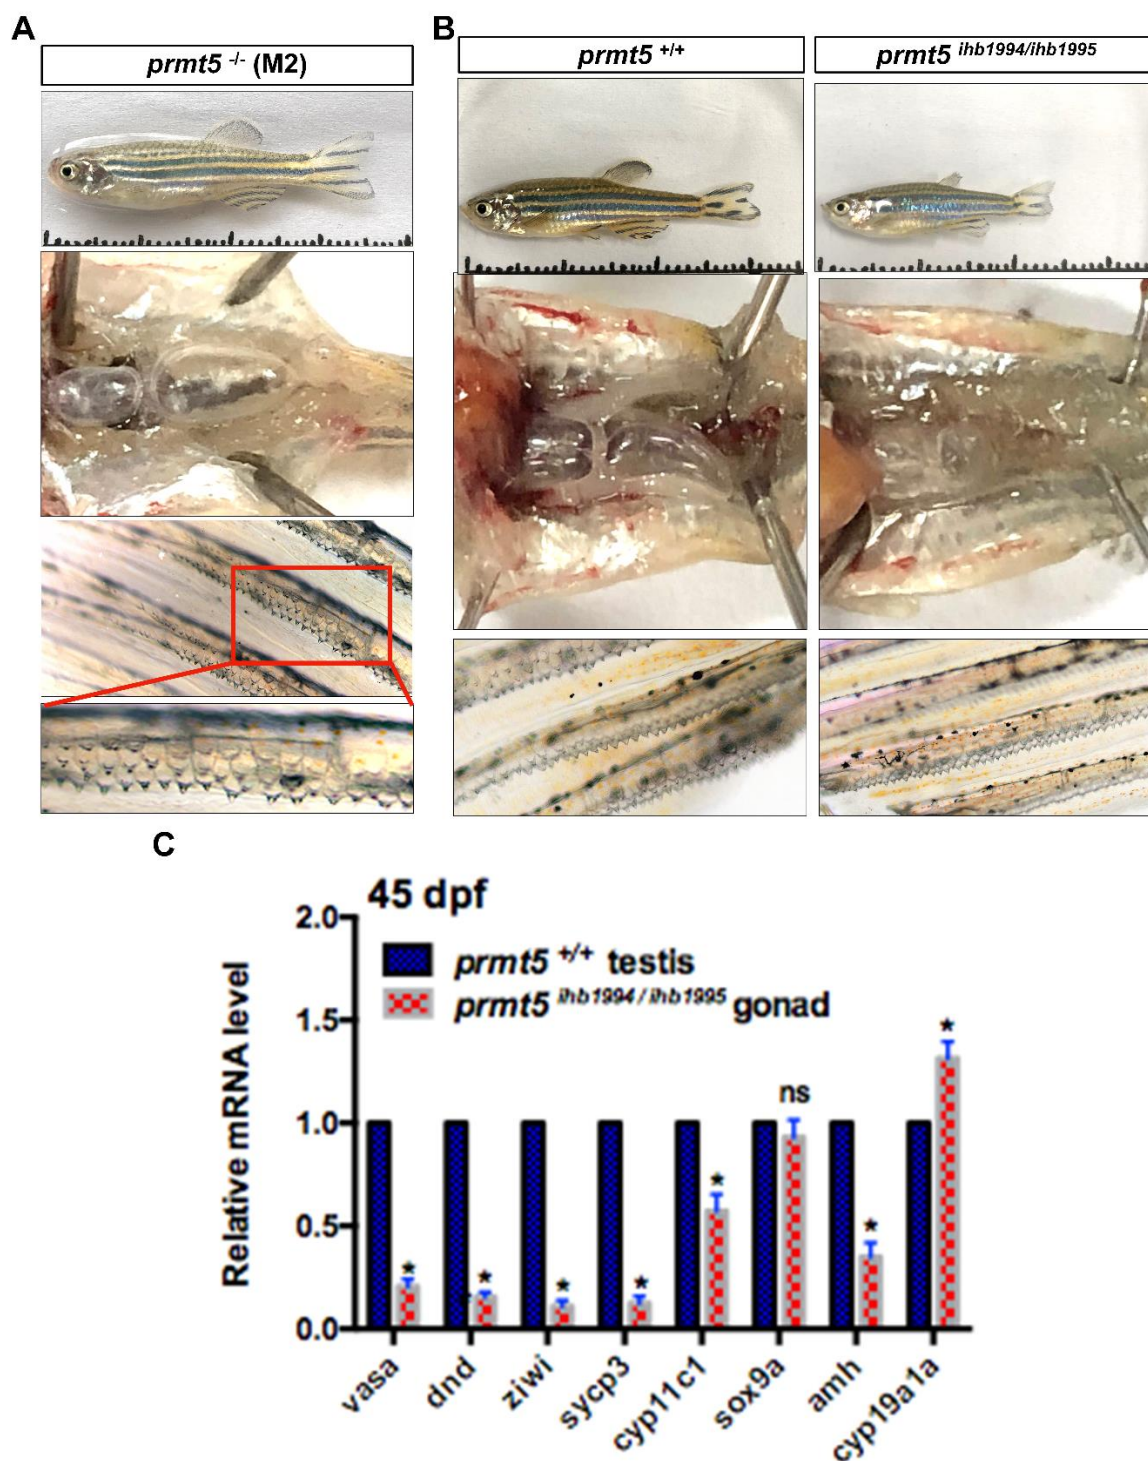 A
B
prmt5 -/- (M2)
prmt5 +/+
prmt5 ihb1994/ihb1995
C
45 dpf
2.0
1.5
1.0
0.5
0.0
Relative mRNA level
prmt5 +/+ testis
prmt5 ihb1994/ihb1995 gonad
* * * * * ns * *
vasa
dnd
ziwi
sycp3
cyp11c1
sox9a
amh
cyp19a1a